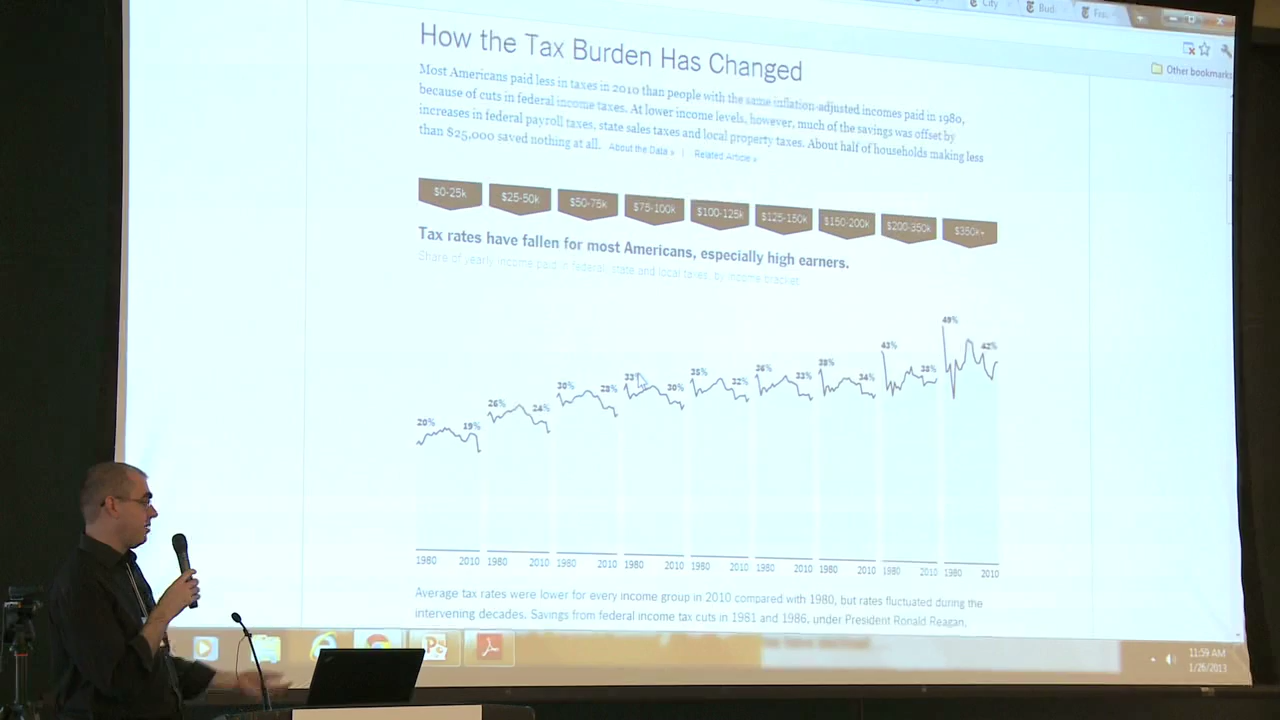 City
Bud
Other bookmarks
How the Tax Burden Has Changed
Most Americans paid less in taxes in 2010 than people with the same inflation-adjusted incomes paid in 1980,
because of cuts in federal income taxes. At lower income levels, however, much of the savings was offset by
increases in federal payroll taxes, state sales taxes and local property taxes. About half of households making less
than $25,000 saved nothing at all. About the Data » | Related Article »
$0-25k $25-50k $50-75k $75-100k $100-125k $125-150k $150-200k $200-350k $350k+
Tax rates have fallen for most Americans, especially high earners.
Share of yearly income paid in federal, state and local taxes, by income bracket
49%
43% 42%
38%
20% 19% 26% 24% 30% 28% 33% 30% 35% 32% 36% 33% 38% 34%
1980 2010 1980 2010 1980 2010 1980 2010 1980 2010 1980 2010 1980 2010 1980 2010 1980 2010
Average tax rates were lower for every income group in 2010 compared with 1980, but rates fluctuated during the
intervening decades. Savings from federal income tax cuts in 1981 and 1986, under President Ronald Reagan,
11:59 AM
1/26/2013